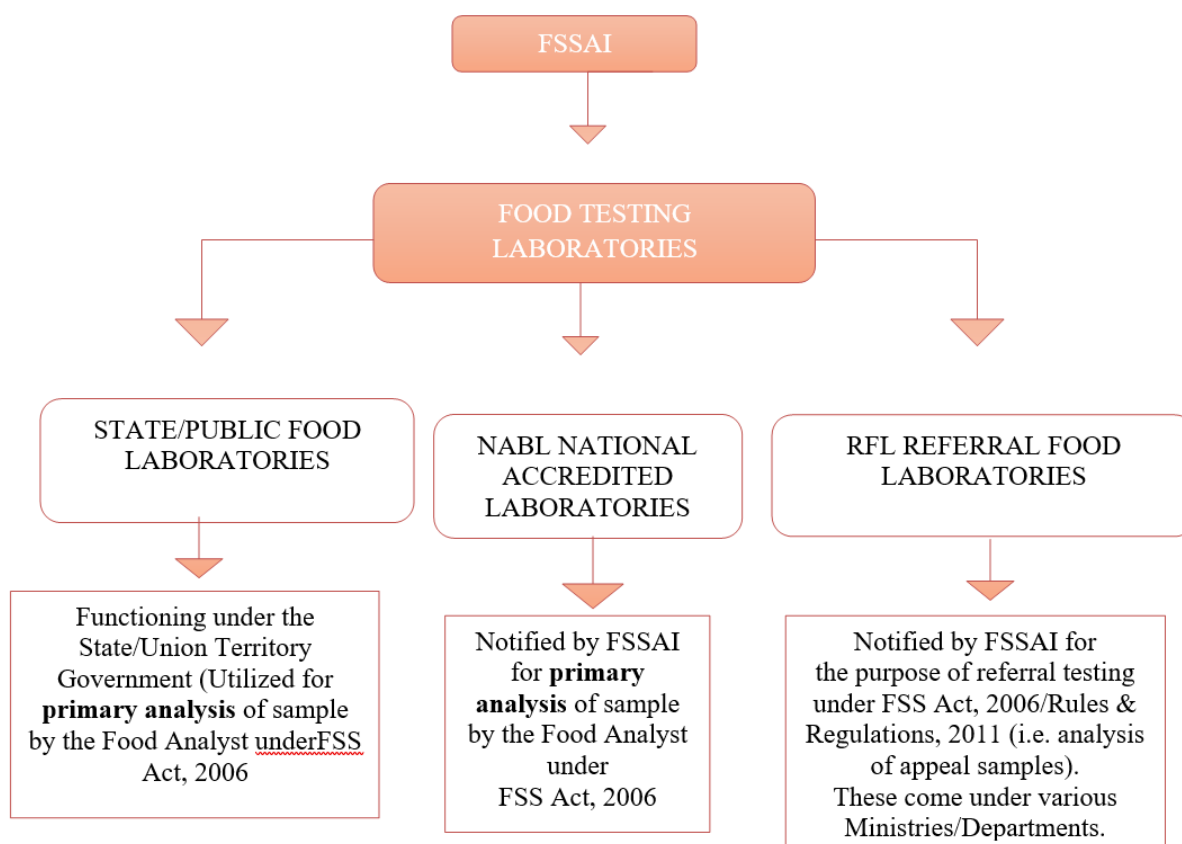 FSSAI
FOOD TESTING
LABORATORIES
STATE/PUBLIC FOOD
LABORATORIES
NABL NATIONAL
ACCREDITED
LABORATORIES
RFL REFERRAL FOOD
LABORATORIES
Functioning under the
State/Union Territory
Government (Utilized for
primary analysis of sample
by the Food Analyst underFSS
Act, 2006
Notified by FSSAI
for primary
analysis of sample
by the Food Analyst
under
FSS Act, 2006
Notified by FSSAI for
the purpose of referral testing
under FSS Act, 2006/Rules &
Regulations, 2011 (i.e. analysis
of appeal samples).
These come under various
Ministries/Departments.